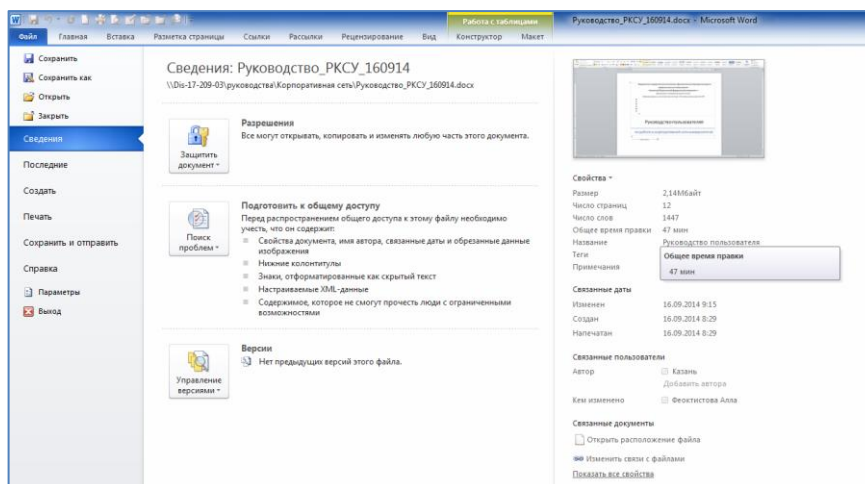 Работа с таблицами
Руководство_РКСУ_160914.docx - Microsoft Word
Файл Главная Вставка Разметка страницы Ссылки Рассылки Рецензирование Вид Конструктор Макет
Сохранить
Сохранить как
Открыть
Закрыть
Сведения
Последние
Создать
Печать
Сохранить и отправить
Справка
Параметры
Выход
Сведения: Руководство_РКСУ_160914
\\Dis-17-209-03\руководства\Корпоративная сеть\Руководство_РКСУ_160914.docx
Защитить
документ
Разрешения
Все могут открывать, копировать и изменять любую часть этого документа.
Поиск
проблем
Подготовить к общему доступу
Перед распространением общего доступа к этому файлу необходимо
учесть, что он содержит:
Свойства документа, имя автора, связанные даты и обрезанные данные
изображения
Нижние колонтитулы
Знаки, отформатированные как скрытый текст
Настраиваемые XML-данные
Содержимое, которое не смогут прочесть люди с ограниченными
возможностями
Управление
версиями
Версии
Нет предыдущих версий этого файла.
Руководство пользователя
Свойства
Размер 2,14Мбайт
Число страниц 12
Число слов 1447
Общее время правки 47 мин
Название Руководство пользователя
Теги
Примечания
Общее время правки
47 мин
Связанные даты
Изменен 16.09.2014 9:15
Создан 16.09.2014 8:29
Напечатан 16.09.2014 8:29
Связанные пользователи
Автор Казань
Добавить автора
Кем изменено Феоктистова Алла
Связанные документы
Открыть расположение файла
Изменить связи с файлами
Показать все свойства